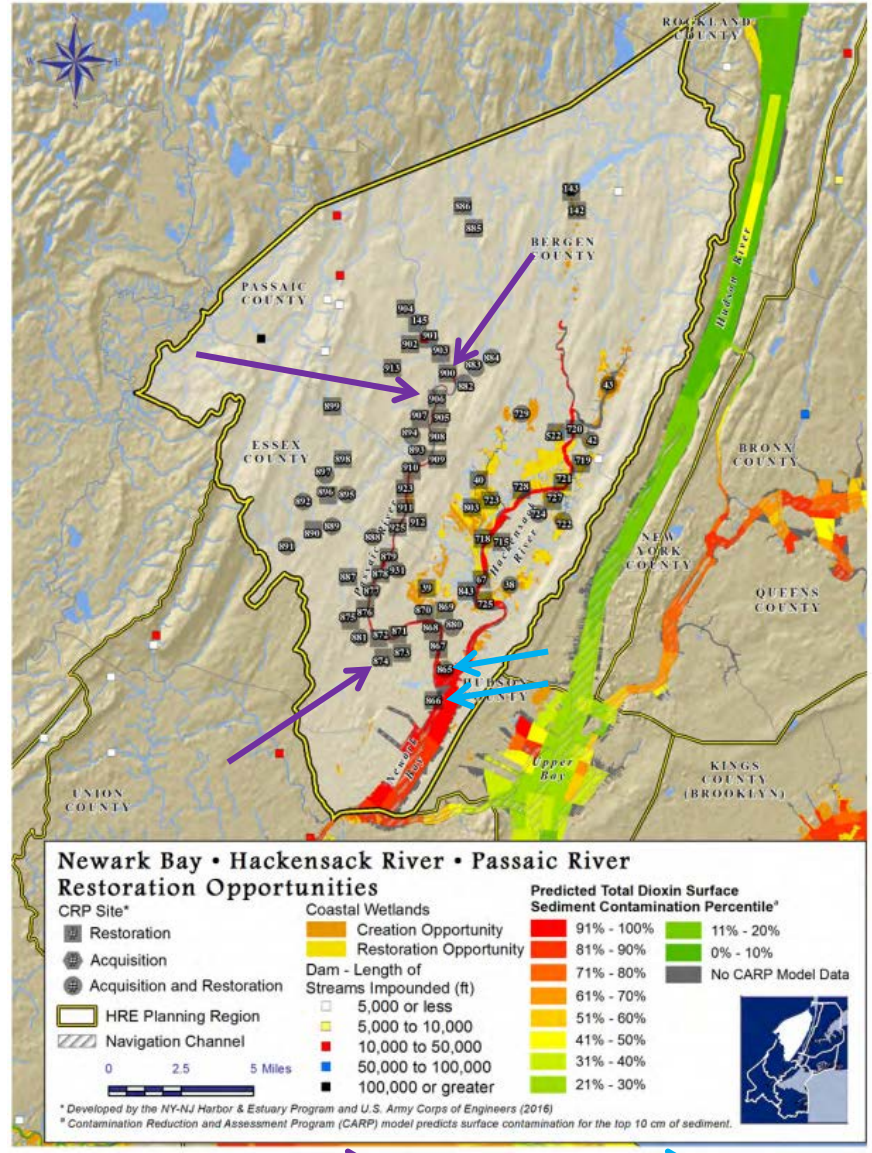 ROCKLAND
COUNTY
N
W E
S
143
886
142
885
BERGEN
COUNTY
PASSAIC
COUNTY
Hudson River
904
145
901
902
903
913
900
883
884
882
43
906
899
907
905
729
894
908
522
720
42
893
ESSEX
COUNTY
898
910
909
719
BRONX
COUNTY
897
40
721
896
895
923
728
892
911
803
723
727
Passaic River
912
724
722
889
925
890
888
718
715
Hackensack
River
891
879
NEW
YORK
COUNTY
887
878
931
67
38
877
39
843
QUEENS
COUNTY
725
875
876
870
869
868
880
881
872
871
867
874
873
865
HUDSON
COUNTY
866
Newark
Bay
Upper
Bay
UNION
COUNTY
KINGS
COUNTY
(BROOKLYN)
Newark Bay • Hackensack River • Passaic River
Restoration Opportunities
CRP Site*
# Restoration
# Acquisition
# Acquisition and Restoration
HRE Planning Region
Navigation Channel
0 2.5 5 Miles
Coastal Wetlands
Creation Opportunity
Restoration Opportunity
Dam - Length of
Streams Impounded (ft)
5,000 or less
5,000 to 10,000
10,000 to 50,000
50,000 to 100,000
100,000 or greater
Predicted Total Dioxin Surface
Sediment Contamination Percentile
91% - 100%
81% - 90%
71% - 80%
61% - 70%
51% - 60%
41% - 50%
31% - 40%
21% - 30%
11% - 20%
0% - 10%
No CARP Model Data
* Developed by the NY-NJ Harbor & Estuary Program and U.S. Army Corps of Engineers (2016)
Contamination Reduction and Assessment Program (CARP) model predicts surface contamination for the top 10 cm of sediment.